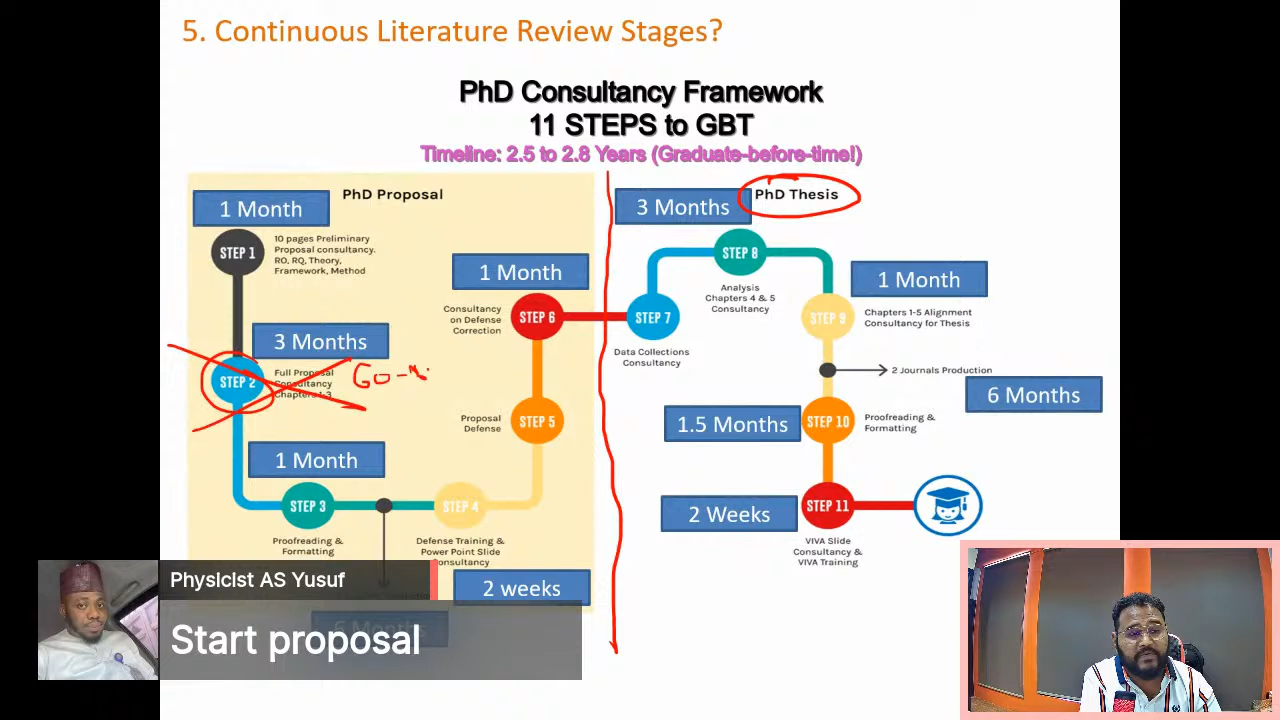 5. Continuous Literature Review Stages?
PhD Consultancy Framework
11 STEPS to GBT
Timeline: 2.5 to 2.8 Years (Graduate-before-time!)
PhD Proposal
1 Month
STEP 1
10 pages Preliminary
Proposal consultancy.
RO, RQ, Theory,
Framework, Method
3 Months
STEP 2
Full Proposal
Consultancy
Chapters 1-3
1 Month
STEP 3
Proofreading &
Formatting
STEP 4
Defense Training &
Power Point Slide
Consultancy
2 weeks
6 Months
STEP 5
Proposal
Defense
1 Month
STEP 6
Consultancy
on Defense
Correction
PhD Thesis
3 Months
STEP 7
Data Collections
Consultancy
STEP 8
Analysis
Chapters 4 & 5
Consultancy
1 Month
STEP 9
Chapters 1-5 Alignment
Consultancy for Thesis
2 Journals Production
6 Months
1.5 Months
STEP 10
Proofreading &
Formatting
2 Weeks
STEP 11
VIVA Slide
Consultancy &
VIVA Training
Physicist AS Yusuf
Start proposal